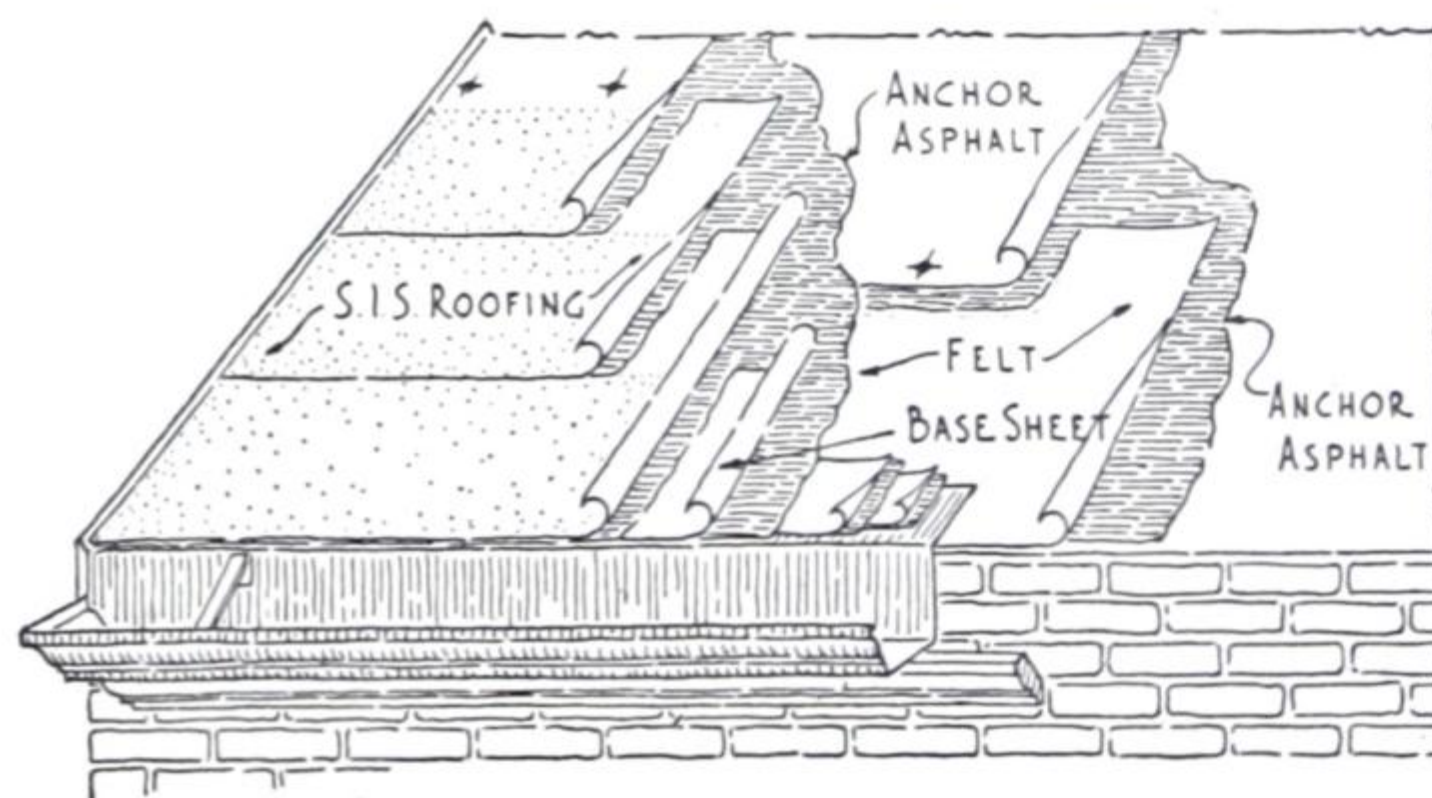 ANCHOR
ASPHALT
S.I.S. ROOFING
FELT
BASE SHEET
ANCHOR
ASPHALT